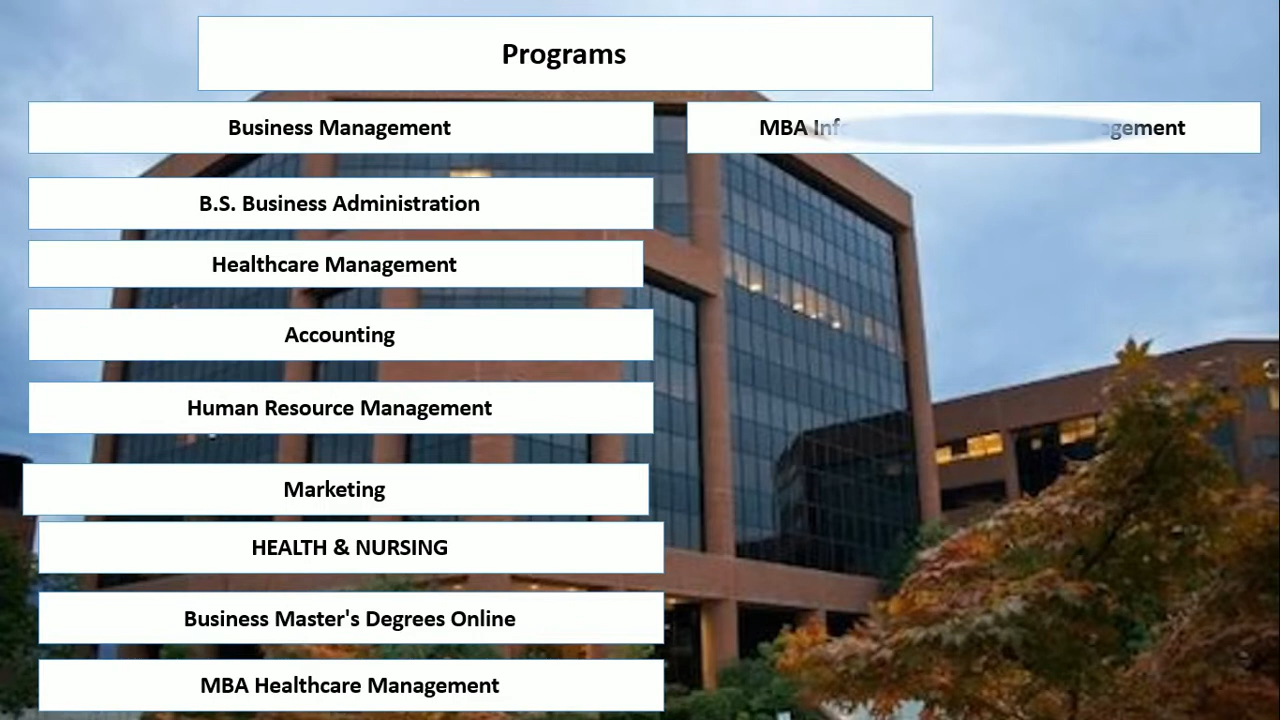 Programs
Business Management
MBA
B.S. Business Administration
Healthcare Management
Accounting
Human Resource Management
Marketing
HEALTH & NURSING
Business Master's Degrees Online
MBA Healthcare Management